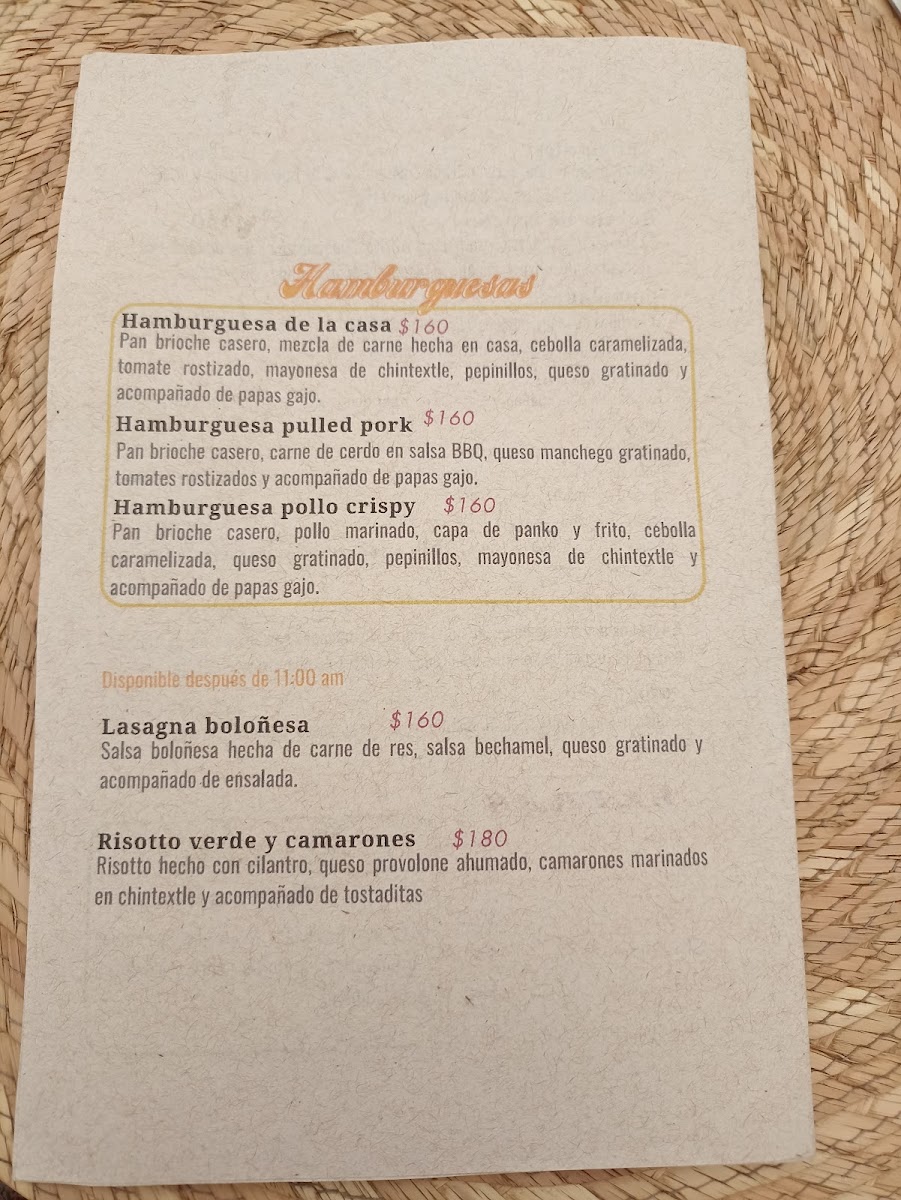 Hamburguesas
Hamburguesa de la casa $160
Pan brioche casero, mezcla de carne hecha en casa, cebolla caramelizada,
tomate rostizado, mayonesa de chintextle, pepinillos, queso gratinado y
acompañado de papas gajo.
Hamburguesa pulled pork $160
Pan brioche casero, carne de cerdo en salsa BBQ, queso manchego gratinado,
tomates rostizados y acompañado de papas gajo.
Hamburguesa pollo crispy $160
Pan brioche casero, pollo marinado, capa de panko y frito, cebolla
caramelizada, queso gratinado, pepinillos, mayonesa de chintextle y
acompañado de papas gajo.
Disponible después de 11:00 am
Lasagna boloñesa $160
Salsa boloñesa hecha de carne de res, salsa bechamel, queso gratinado y
acompañado de ensalada.
Risotto verde y camarones $180
Risotto hecho con cilantro, queso provolone ahumado, camarones marinados
en chintextle y acompañado de tostaditas